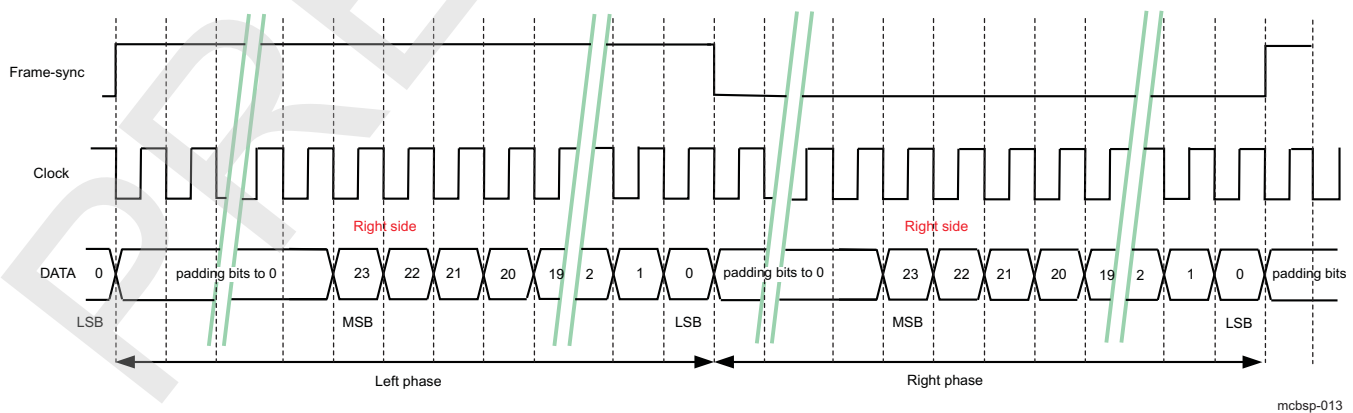 PRE
Frame-sync
Clock
Right side Right side
DATA 0 padding bits to 0 23 22 21 20 19 2 1 0 padding bits to 0 23 22 21 20 19 2 1 0 padding bits
LSB MSB LSB MSB LSB
Left phase Right phase
mcbsp-013